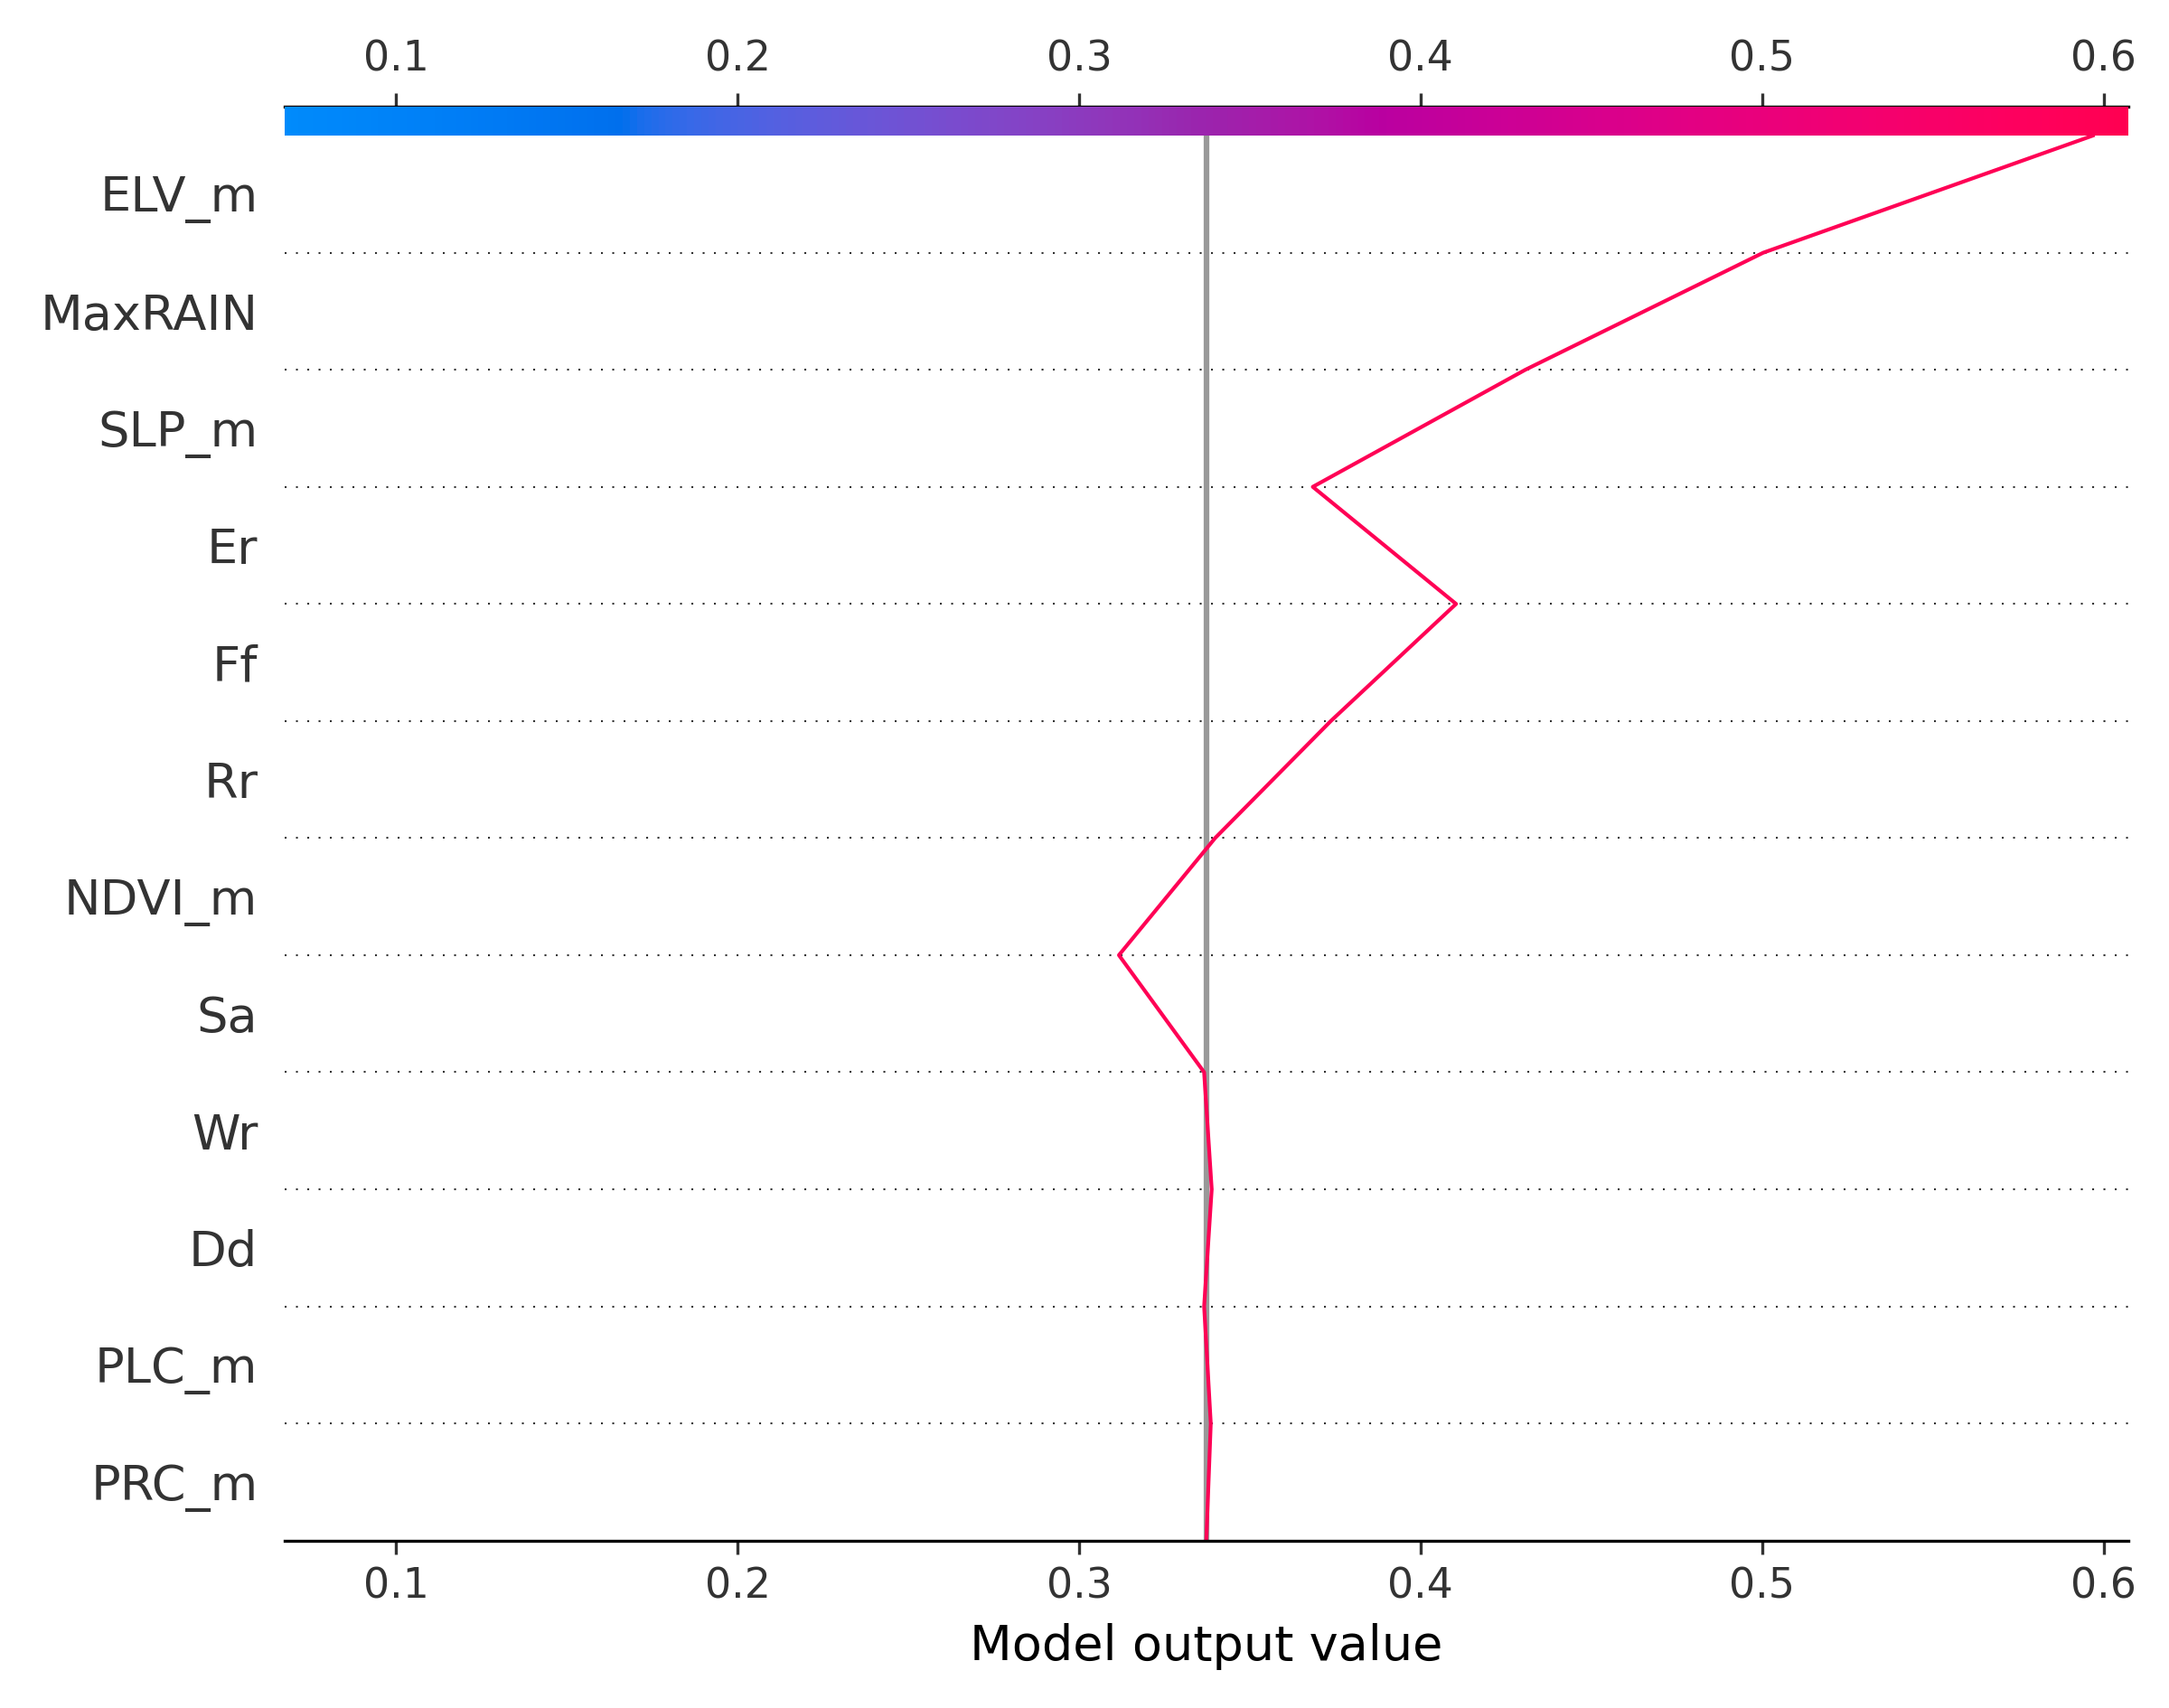 0.1 0.2 0.3 0.4 0.5 0.6
ELV_m
MaxRAIN
SLP_m
Er
Ff
Rr
NDVI_m
Sa
Wr
Dd
PLC_m
PRC_m
0.1 0.2 0.3 0.4 0.5 0.6
Model output value